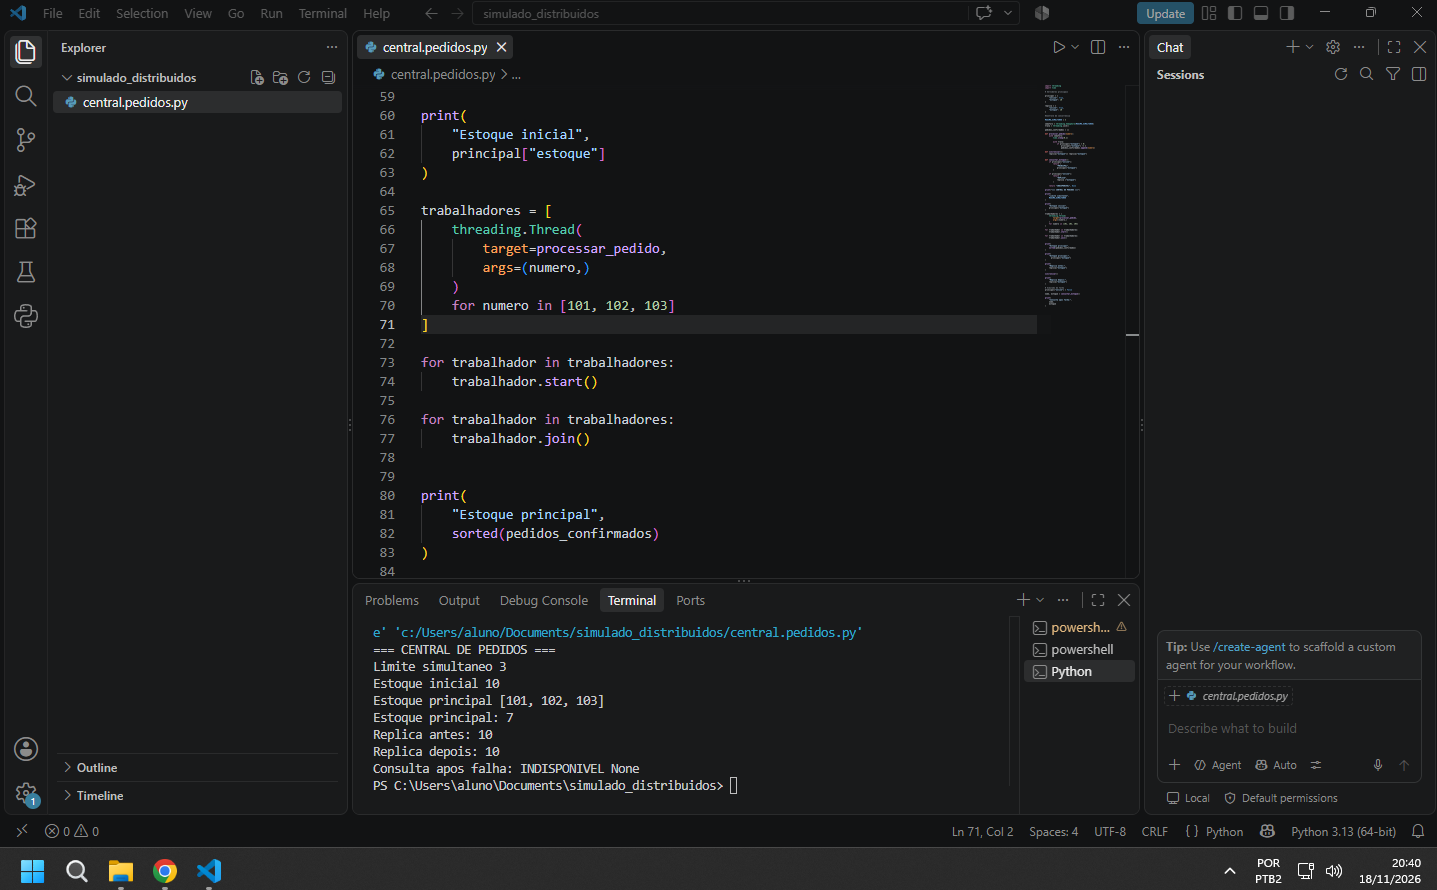 File Edit Selection View Go Run Terminal Help
simulado_distribuidos
Update
Explorer
simulado_distribuidos
central.pedidos.py
Outline
Timeline
central.pedidos.py
central.pedidos.py > ...
59
60 print(
61 "Estoque inicial",
62 principal["estoque"]
63 )
64
65 trabalhadores = [
66 threading.Thread(
67 target=processar_pedido,
68 args=(numero,)
69 )
70 for numero in [101, 102, 103]
71 ]
72
73 for trabalhador in trabalhadores:
74 trabalhador.start()
75
76 for trabalhador in trabalhadores:
77 trabalhador.join()
78
79
80 print(
81 "Estoque principal",
82 sorted(pedidos_confirmados)
83 )
84
Problems Output Debug Console Terminal Ports
e' 'c:/Users/aluno/Documents/simulado_distribuidos/central.pedidos.py'
=== CENTRAL DE PEDIDOS ===
Limite simultaneo 3
Estoque inicial 10
Estoque principal [101, 102, 103]
Estoque principal: 7
Replica antes: 10
Replica depois: 10
Consulta apos falha: INDISPONIVEL None
PS C:\Users\aluno\Documents\simulado_distribuidos>
powersh...
powershell
Python
Chat
Sessions
Tip: Use /create-agent to scaffold a custom
agent for your workflow.
central.pedidos.py
Describe what to build
Agent Auto
Local Default permissions
1
0 0
Ln 71, Col 2 Spaces: 4 UTF-8 CRLF { } Python Python 3.13 (64-bit)
POR
PTB2
20:40
18/11/2026